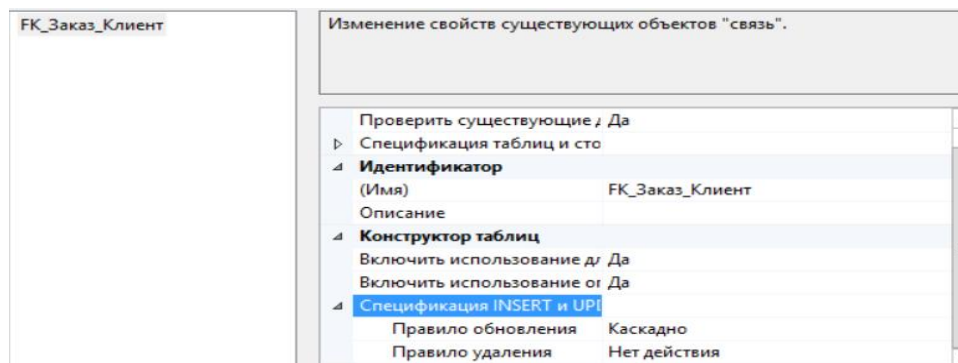 FK_Заказ_Клиент
Изменение свойств существующих объектов "связь".
Проверить существующие Да
Спецификация таблиц и сто
Идентификатор
(Имя) FK_Заказ_Клиент
Описание
Конструктор таблиц
Включить использование Да
Включить использование Да
Спецификация INSERT и UPD
Правило обновления Каскадно
Правило удаления Нет действия